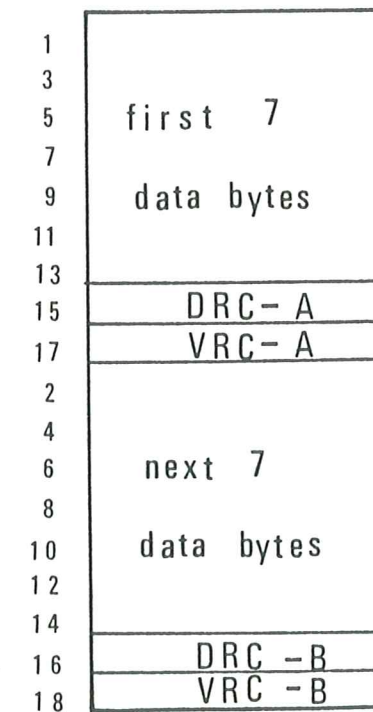 1
3
5 first 7
7
9 data bytes
11
13
15 DRC- A
17 VRC- A
2
4
6 next 7
8
10 data bytes
12
14
16 DRC -B
18 VRC -B